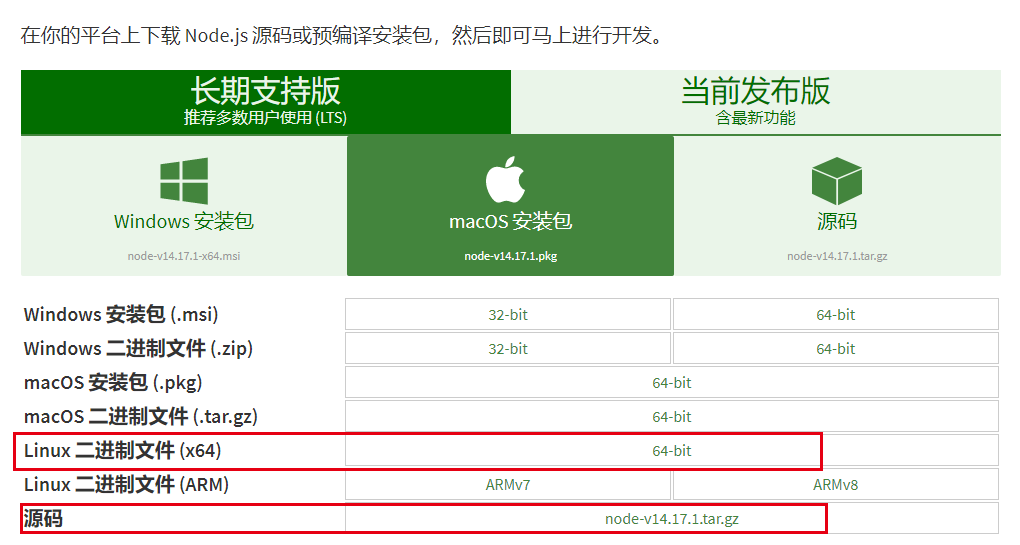 在你的平台上下载 Node.js 源码或预编译安装包，然后即可马上进行开发。
长期支持版
推荐多数用户使用 (LTS)
当前发布版
含最新功能
Windows 安装包
node-v14.17.1-x64.msi
macOS 安装包
node-v14.17.1.pkg
源码
node-v14.17.1.tar.gz
Windows 安装包 (.msi) 32-bit 64-bit
Windows 二进制文件 (.zip) 32-bit 64-bit
macOS 安装包 (.pkg) 64-bit
macOS 二进制文件 (.tar.gz) 64-bit
Linux 二进制文件 (x64) 64-bit
Linux 二进制文件 (ARM) ARMv7 ARMv8
源码 node-v14.17.1.tar.gz